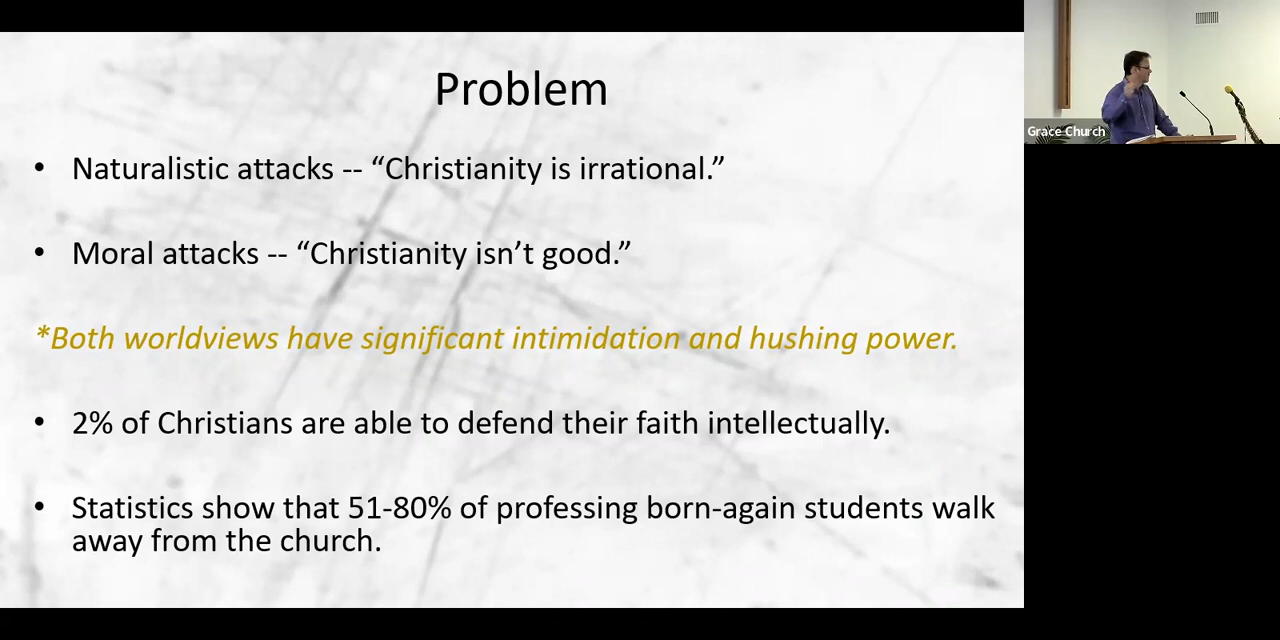 Problem
• Naturalistic attacks -- “Christianity is irrational.”
• Moral attacks -- “Christianity isn’t good.”
*Both worldviews have significant intimidation and hushing power.
• 2% of Christians are able to defend their faith intellectually.
• Statistics show that 51-80% of professing born-again students walk
away from the church.
Grace Church